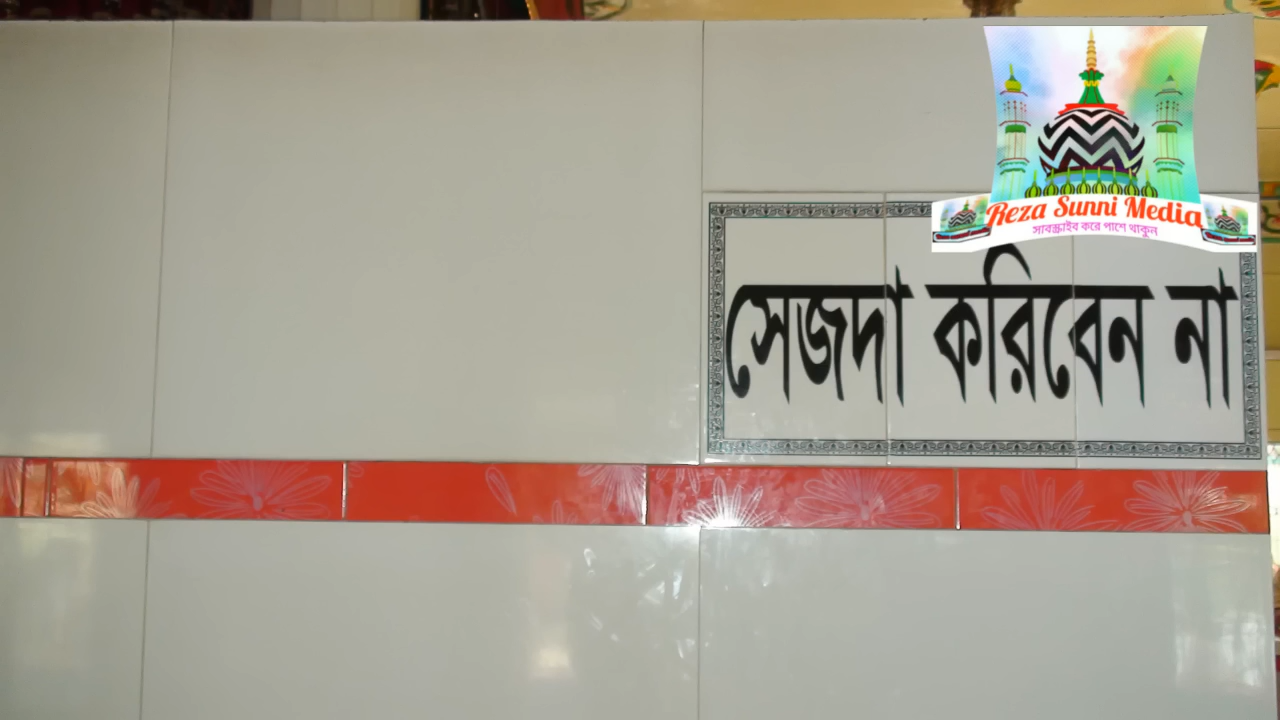 Reza Sunni Media
সাবস্ক্রাইব করে পাশে থাকুন
সেজদা করিবেন না